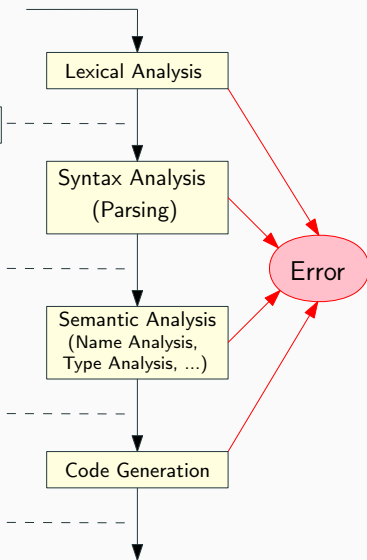 Lexical Analysis
Syntax Analysis
(Parsing)
Error
Semantic Analysis
(Name Analysis,
Type Analysis, ...)
Code Generation